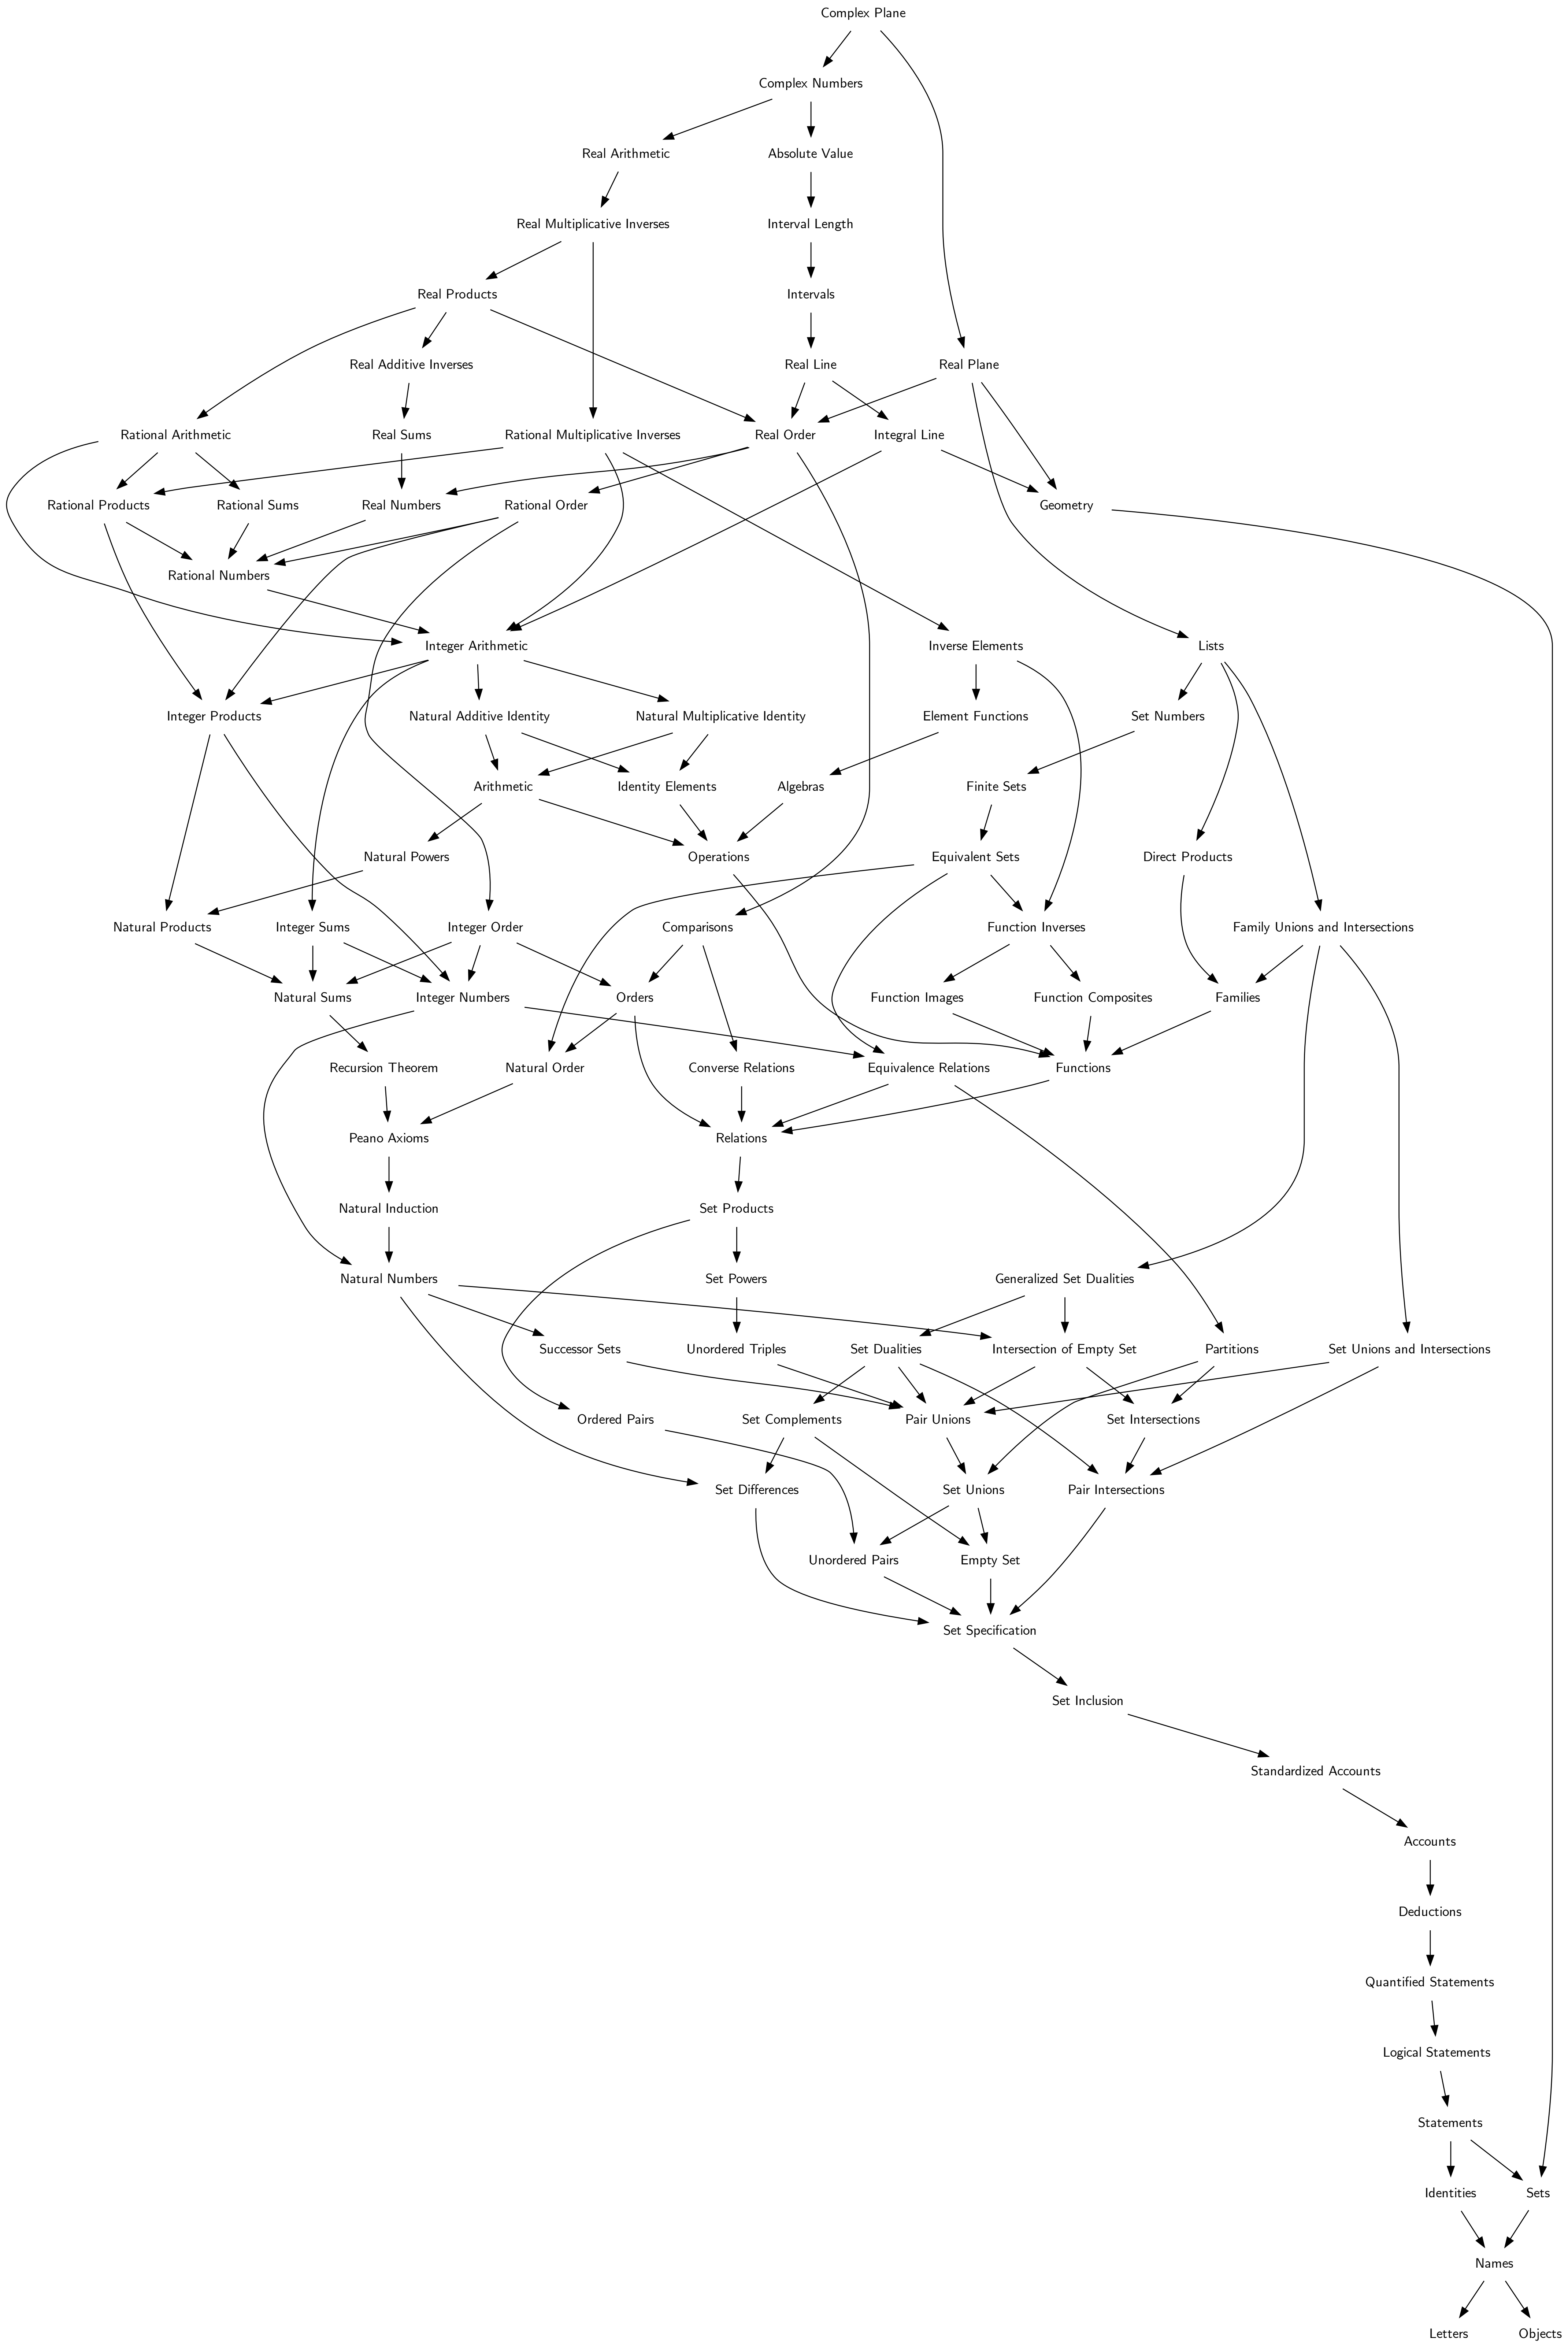 Complex Plane
Complex Numbers
Real Arithmetic
Absolute Value
Real Multiplicative Inverses
Interval Length
Real Products
Intervals
Real Additive Inverses
Real Line
Real Plane
Rational Arithmetic
Real Sums
Rational Multiplicative Inverses
Real Order
Integral Line
Rational Products
Rational Sums
Real Numbers
Rational Order
Geometry
Rational Numbers
Integer Arithmetic
Inverse Elements
Lists
Integer Products
Natural Additive Identity
Natural Multiplicative Identity
Element Functions
Set Numbers
Arithmetic
Identity Elements
Algebras
Finite Sets
Natural Powers
Operations
Equivalent Sets
Direct Products
Natural Products
Integer Sums
Integer Order
Comparisons
Function Inverses
Family Unions and Intersections
Natural Sums
Integer Numbers
Orders
Function Images
Function Composites
Families
Recursion Theorem
Natural Order
Converse Relations
Equivalence Relations
Functions
Peano Axioms
Relations
Natural Induction
Set Products
Natural Numbers
Set Powers
Generalized Set Dualities
Successor Sets
Unordered Triples
Set Dualities
Intersection of Empty Set
Partitions
Set Unions and Intersections
Ordered Pairs
Set Complements
Pair Unions
Set Intersections
Set Differences
Set Unions
Pair Intersections
Unordered Pairs
Empty Set
Set Specification
Set Inclusion
Standardized Accounts
Accounts
Deductions
Quantified Statements
Logical Statements
Statements
Identities
Sets
Names
Letters
Objects